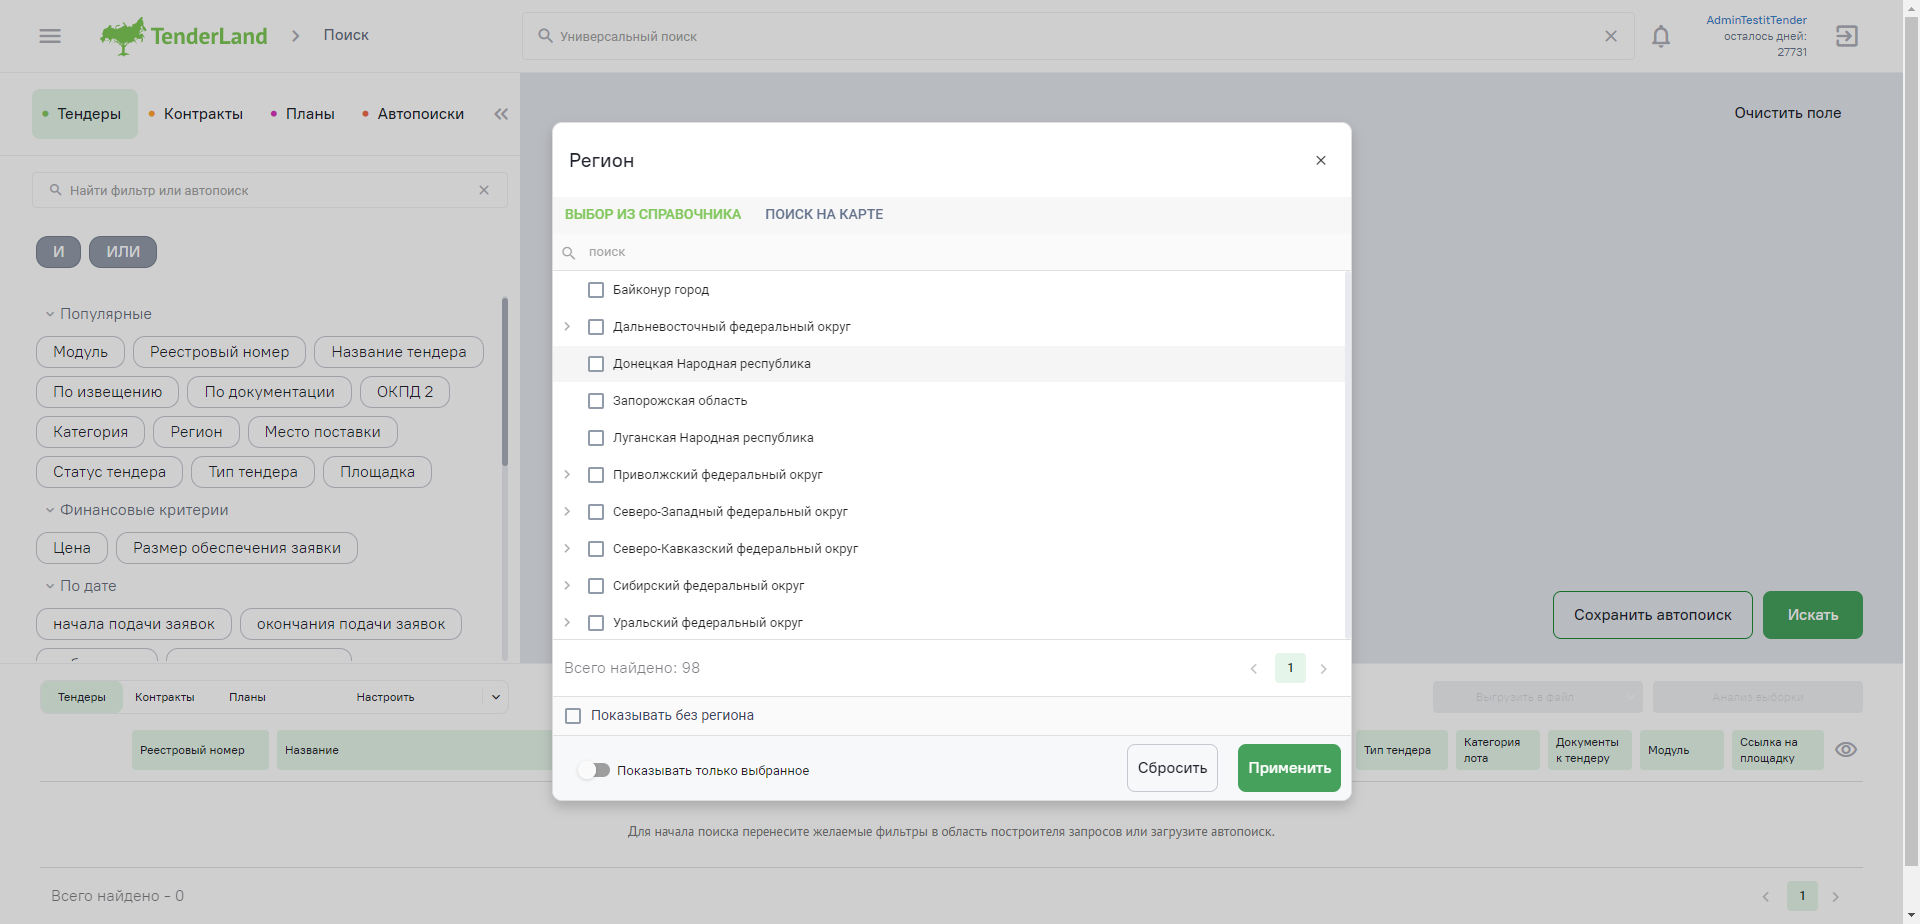 TenderLand
Поиск
Универсальный поиск
AdminTestitTender
осталось дней:
27731
Тендеры
Контракты
Планы
Автопоиски
Очистить поле
Найти фильтр или автопоиск
И
ИЛИ
Популярные
Модуль
Реестровый номер
Название тендера
По извещению
По документации
ОКПД 2
Категория
Регион
Место поставки
Статус тендера
Тип тендера
Площадка
Финансовые критерии
Цена
Размер обеспечения заявки
По дате
начала подачи заявок
окончания подачи заявок
Регион
ВЫБОР ИЗ СПРАВОЧНИКА
ПОИСК НА КАРТЕ
поиск
Байконур город
Дальневосточный федеральный округ
Донецкая Народная республика
Запорожская область
Луганская Народная республика
Приволжский федеральный округ
Северо-Западный федеральный округ
Северо-Кавказский федеральный округ
Сибирский федеральный округ
Уральский федеральный округ
Всего найдено: 98
1
Показывать без региона
Показывать только выбранное
Сбросить
Применить
Сохранить автопоиск
Искать
Тендеры
Контракты
Планы
Настроить
Выгрузить в файл
Анализ выборки
Реестровый номер
Название
Тип тендера
Категория
лота
Документы
к тендеру
Модуль
Ссылка на
площадку
Для начала поиска перенесите желаемые фильтры в область построителя запросов или загрузите автопоиск.
Всего найдено - 0
1